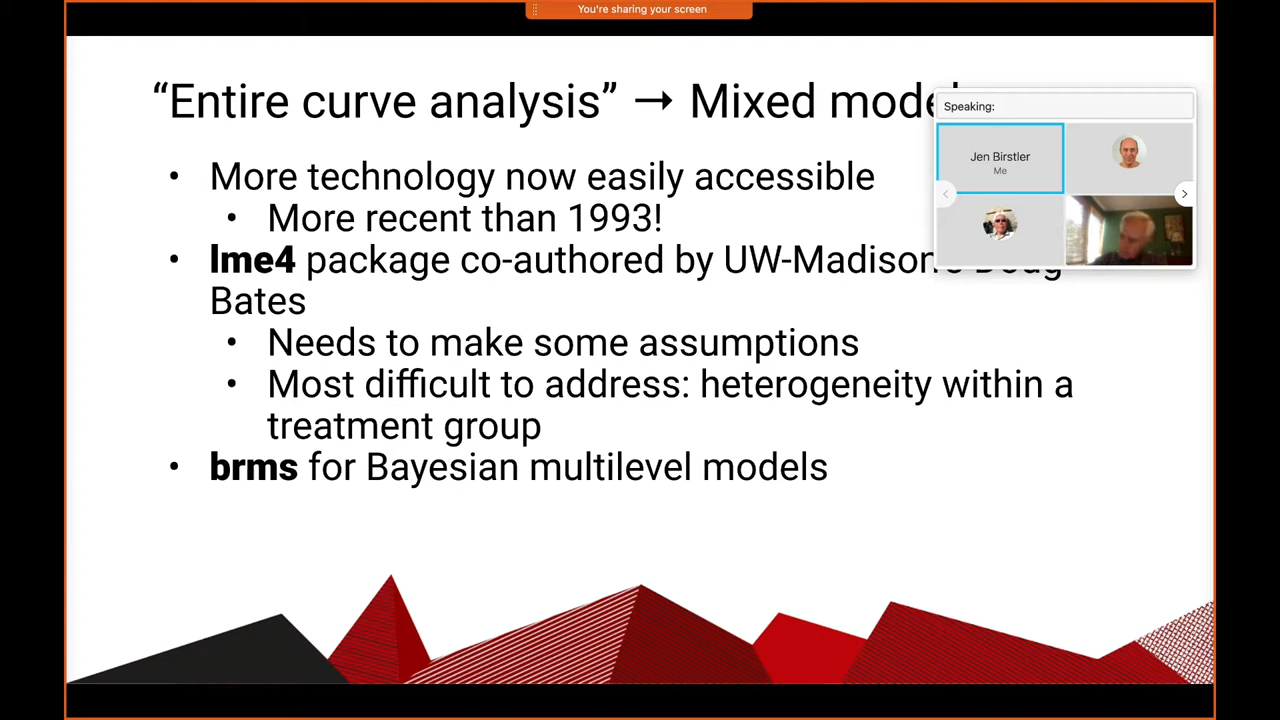 You're sharing your screen
“Entire curve analysis” → Mixed model
Speaking:
Jen Birstler
Me
• More technology now easily accessible
• More recent than 1993!
• lme4 package co-authored by UW-Madison's Doug
Bates
• Needs to make some assumptions
• Most difficult to address: heterogeneity within a
treatment group
• brms for Bayesian multilevel models